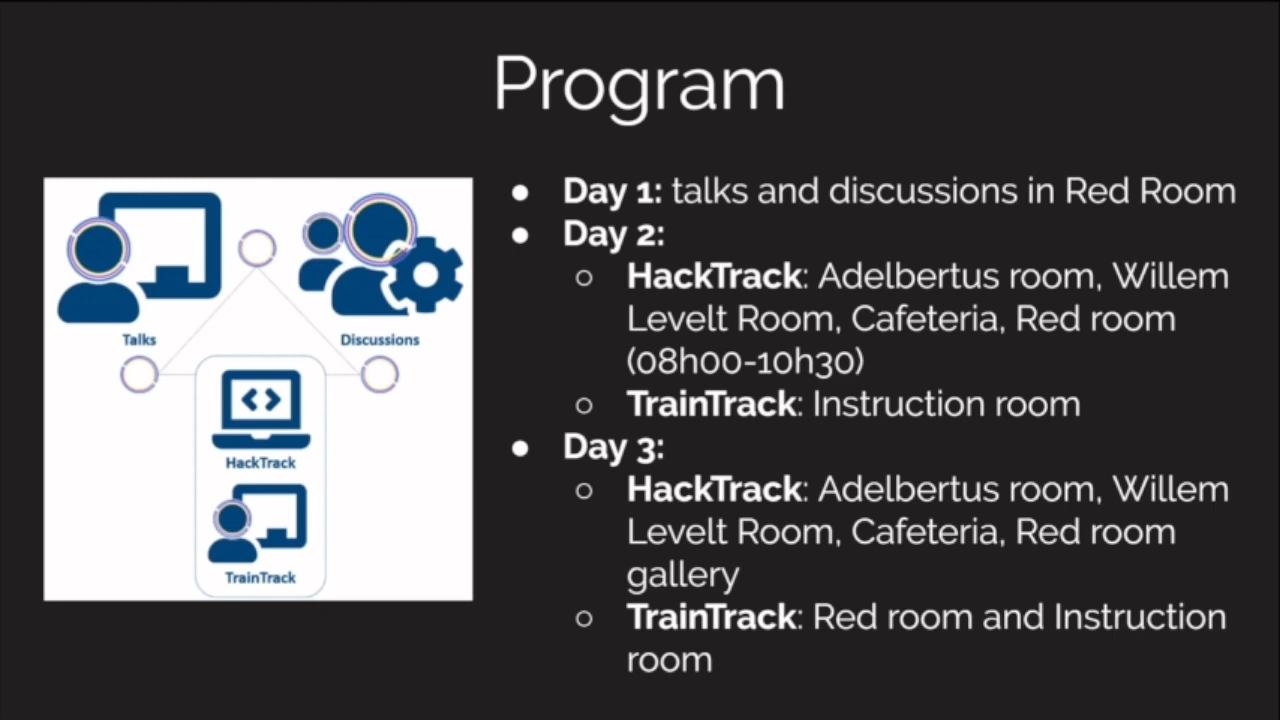 Program
Talks
Discussions
HackTrack
TrainTrack
● Day 1: talks and discussions in Red Room
● Day 2:
○ HackTrack: Adelbertus room, Willem
Levelt Room, Cafeteria, Red room
(08h00-10h30)
○ TrainTrack: Instruction room
● Day 3:
○ HackTrack: Adelbertus room, Willem
Levelt Room, Cafeteria, Red room
gallery
○ TrainTrack: Red room and Instruction
room